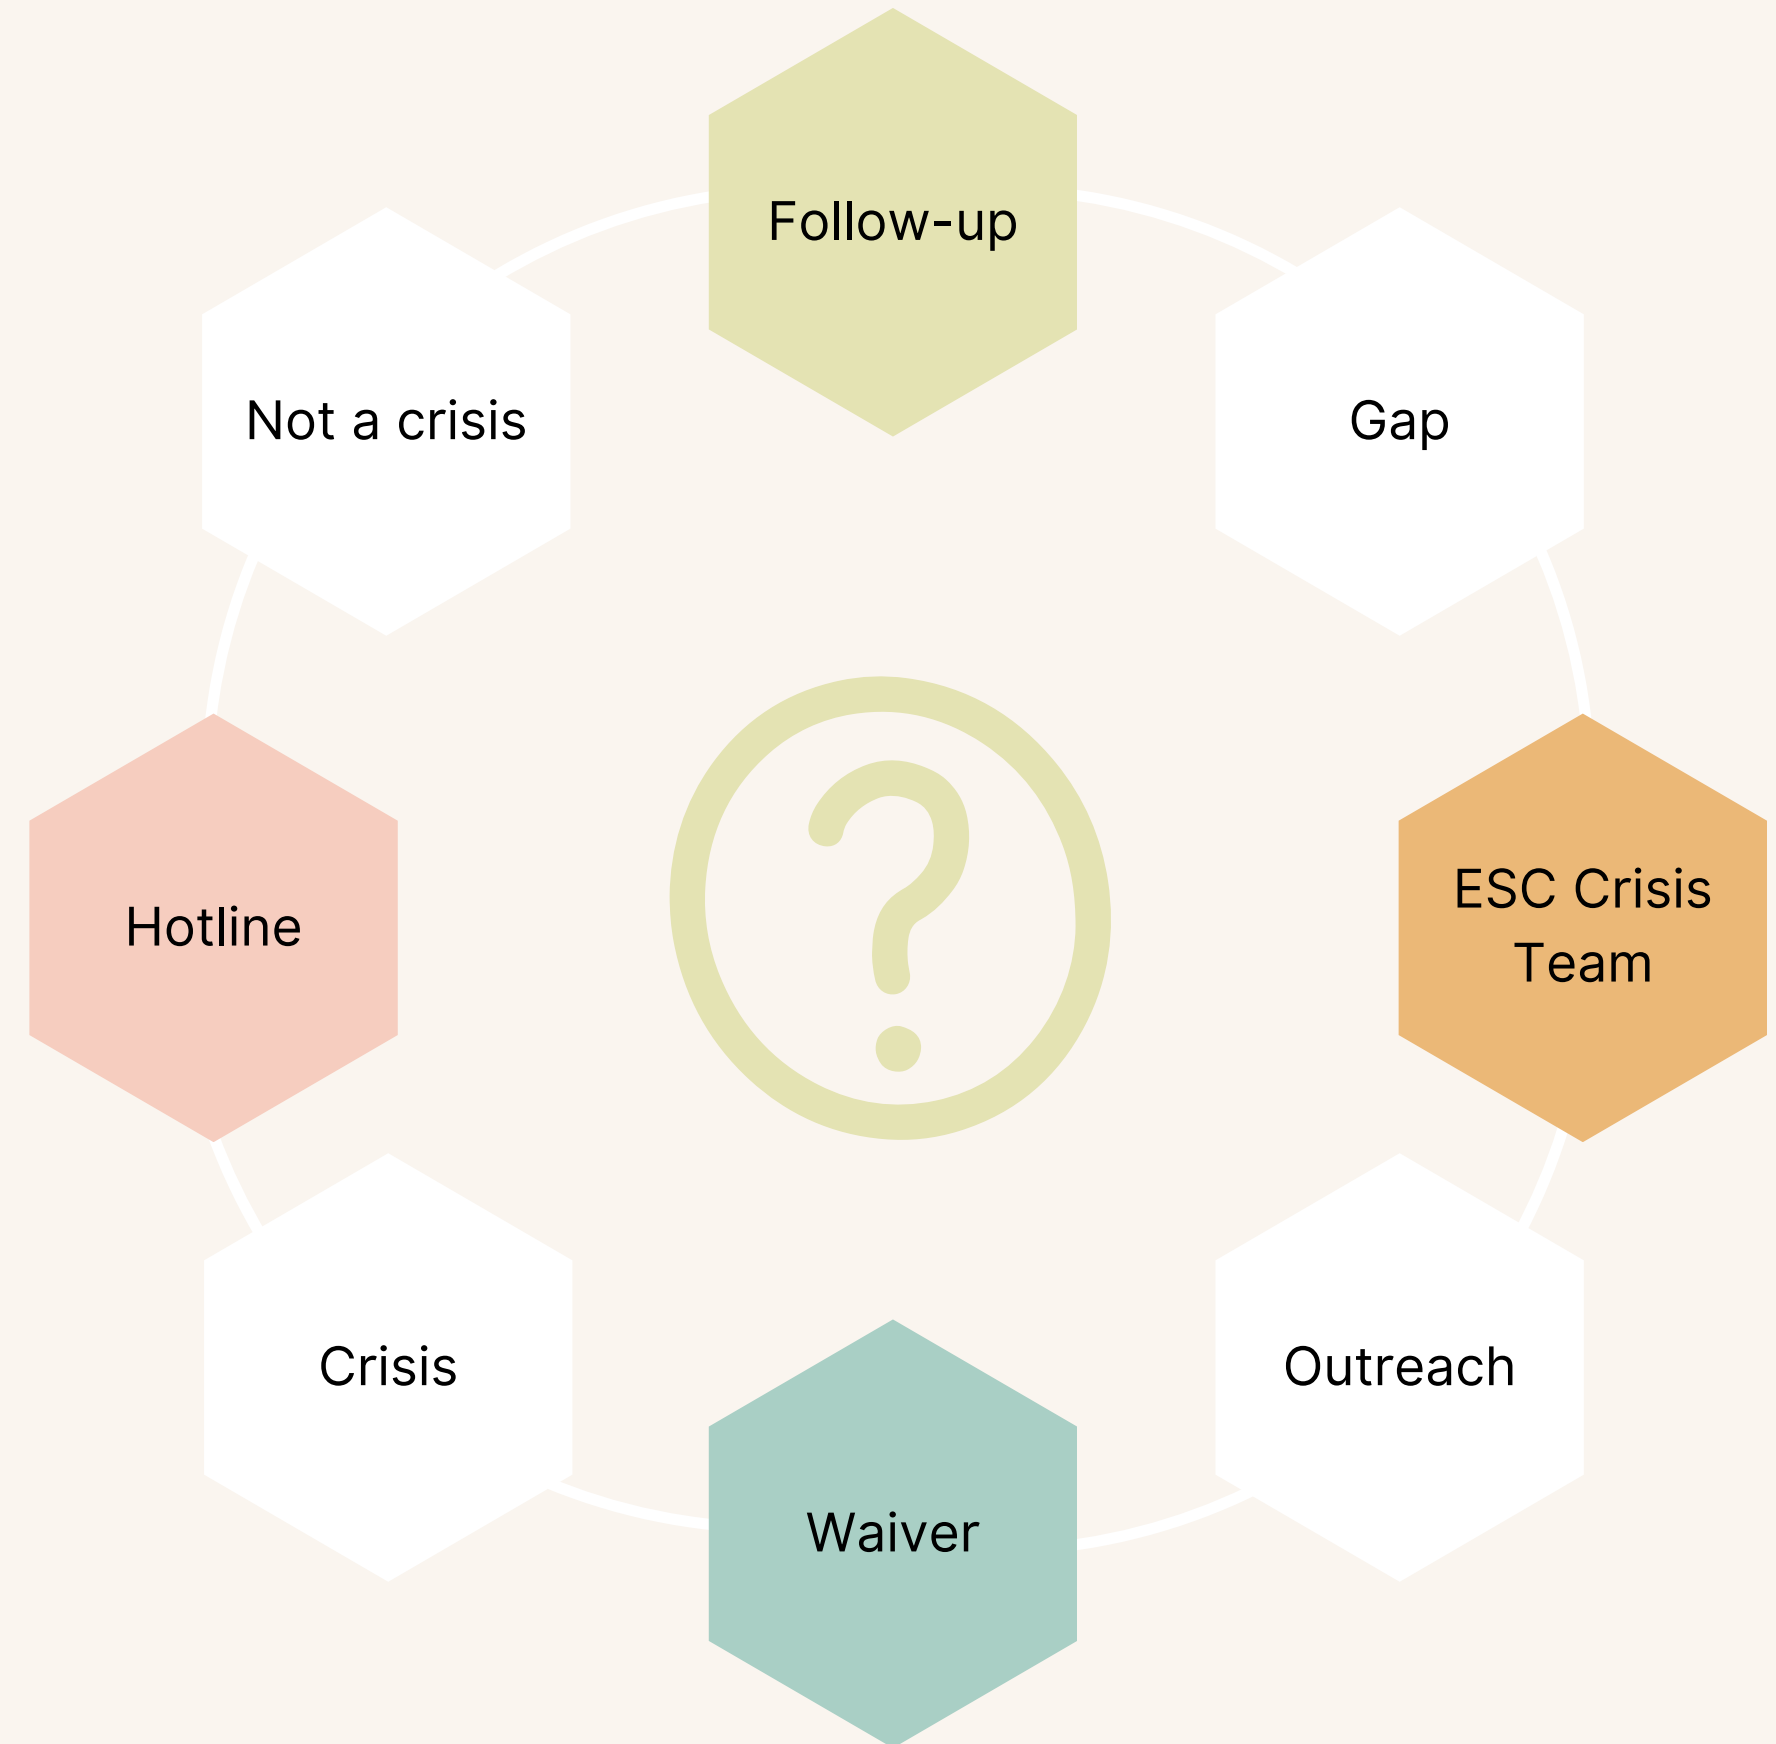 Follow-up
Not a crisis
Gap
Hotline
ESC Crisis
Team
Crisis
Outreach
Waiver
?